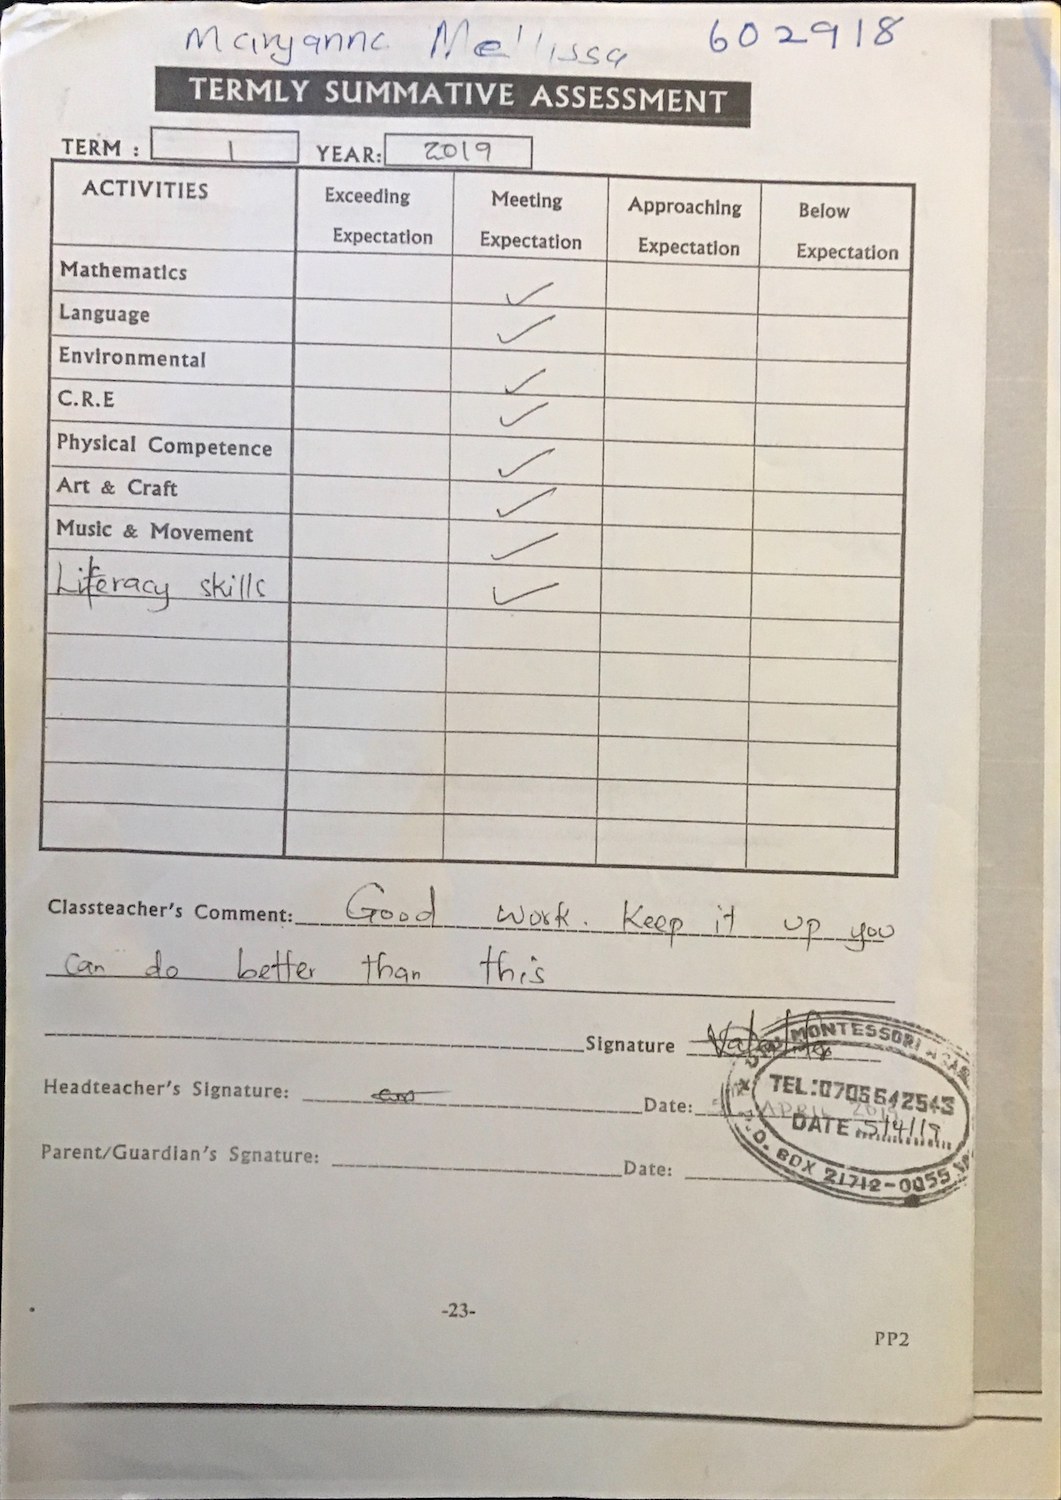 Maryanne Mellissa 602918
TERMLY SUMMATIVE ASSESSMENT
TERM : 1 YEAR: 2019
ACTIVITIES Exceeding Expectation Meeting Expectation Approaching Expectation Below Expectation
Mathematics ✓
Language ✓
Environmental ✓
C.R.E ✓
Physical Competence ✓
Art & Craft ✓
Music & Movement ✓
Literacy skills ✓
Classteacher's Comment: Good work. Keep it up you
can do better than this
Signature
Headteacher's Signature: Date:
Parent/Guardian's Sgnature: Date:
MONTESSORI
TEL:0705542543
APRIL 2019
DATE 5/4/19
P.O. BOX 21712-0055
-23-
PP2